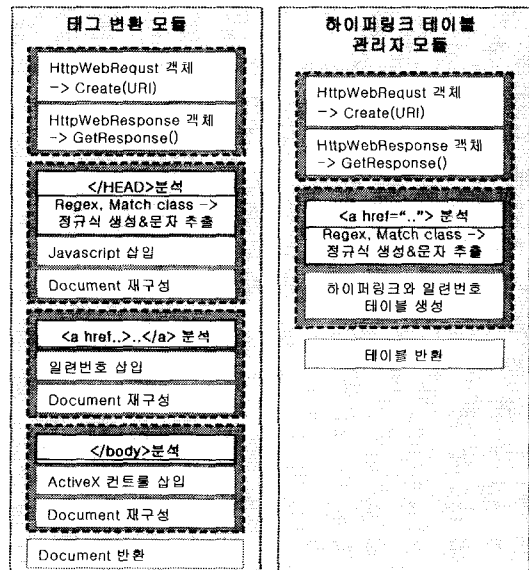 태그 변환 모듈
HttpWebRequst 객체
-> Create(URI)
HttpWebResponse 객체
-> GetResponse()
</HEAD>분석
Regex, Match class ->
정규식 생성&문자 추출
Javascript 삽입
Document 재구성
<a href..>..</a> 분석
일련번호 삽입
Document 재구성
</body>분석
ActiveX 컨트롤 삽입
Document 재구성
Document 반환
하이퍼링크 테이블
관리자 모듈
HttpWebRequst 객체
-> Create(URI)
HttpWebResponse 객체
-> GetResponse()
<a href=“..”> 분석
Regex, Match class ->
정규식 생성&문자 추출
하이퍼링크와 일련번호
테이블 생성
테이블 반환